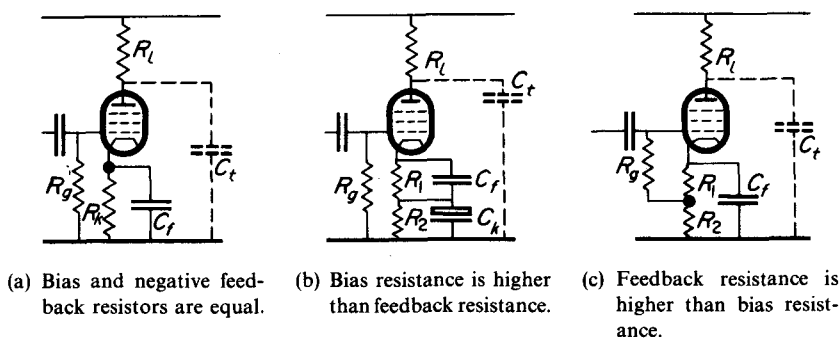 R_l
C_t
R_g
R_k
C_f
R_l
C_t
R_g
R_1
C_f
R_2
C_k
R_l
C_t
R_g
R_1
C_f
R_2
(a) Bias and negative feed-
back resistors are equal.
(b) Bias resistance is higher
than feedback resistance.
(c) Feedback resistance is
higher than bias resist-
ance.